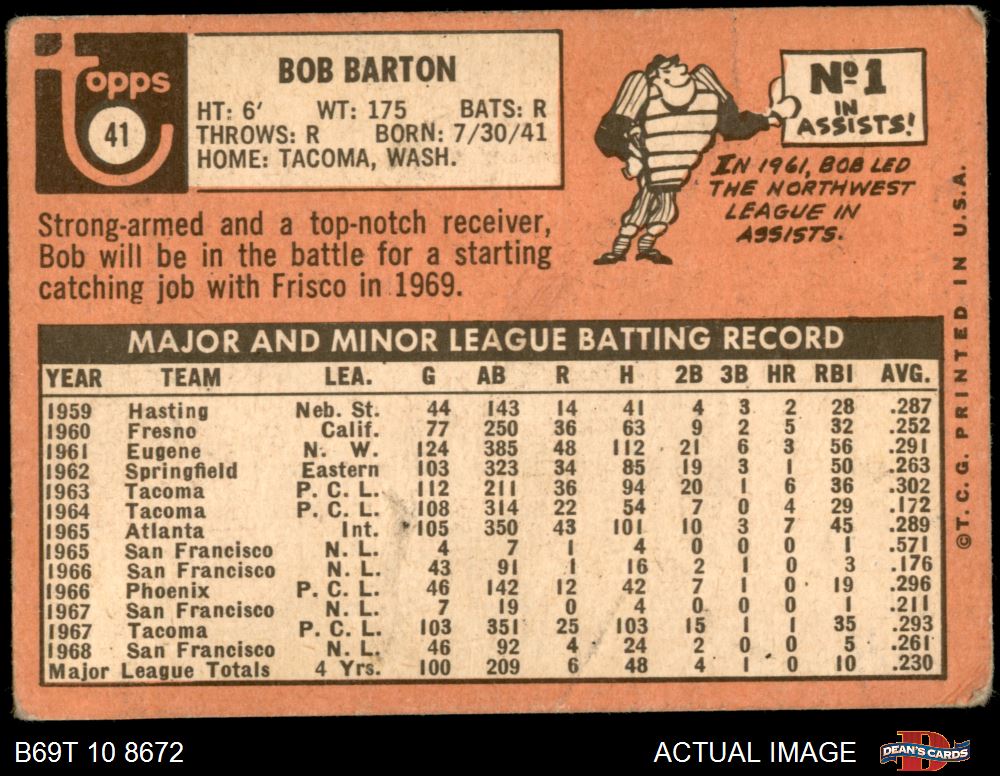 Topps
41
BOB BARTON
HT: 6' WT: 175 BATS: R
THROWS: R BORN: 7/30/41
HOME: TACOMA, WASH.
Strong-armed and a top-notch receiver,
Bob will be in the battle for a starting
catching job with Frisco in 1969.
No1
IN
ASSISTS!
IN 1961, BOB LED
THE NORTHWEST
LEAGUE IN
ASSISTS.
MAJOR AND MINOR LEAGUE BATTING RECORD
YEAR TEAM LEA. G AB R H 2B 3B HR RBI AVG.
1959 Hasting Neb. St. 44 143 14 41 4 3 2 28 .287
1960 Fresno Calif. 77 250 36 63 9 2 5 32 .252
1961 Eugene N. W. 124 385 48 112 21 6 3 56 .291
1962 Springfield Eastern 103 323 34 85 19 3 1 50 .263
1963 Tacoma P. C. L. 112 211 36 94 20 1 6 36 .302
1964 Tacoma P. C. L. 108 314 22 54 7 0 4 29 .172
1965 Atlanta Int. 105 350 43 101 10 3 7 45 .289
1965 San Francisco N. L. 4 7 1 4 0 0 0 1 .571
1966 San Francisco N. L. 43 91 1 16 2 1 0 3 .176
1966 Phoenix P. C. L. 46 142 12 42 7 1 0 19 .296
1967 San Francisco N. L. 7 19 0 4 0 0 0 1 .211
1967 Tacoma P. C. L. 103 351 25 103 15 1 1 35 .293
1968 San Francisco N. L. 46 92 4 24 2 0 0 5 .261
Major League Totals 4 Yrs. 100 209 6 48 4 1 0 10 .230
©T.C.G. PRINTED IN U.S.A.
B69T 10 8672
ACTUAL IMAGE
D
DEAN'S CARDS